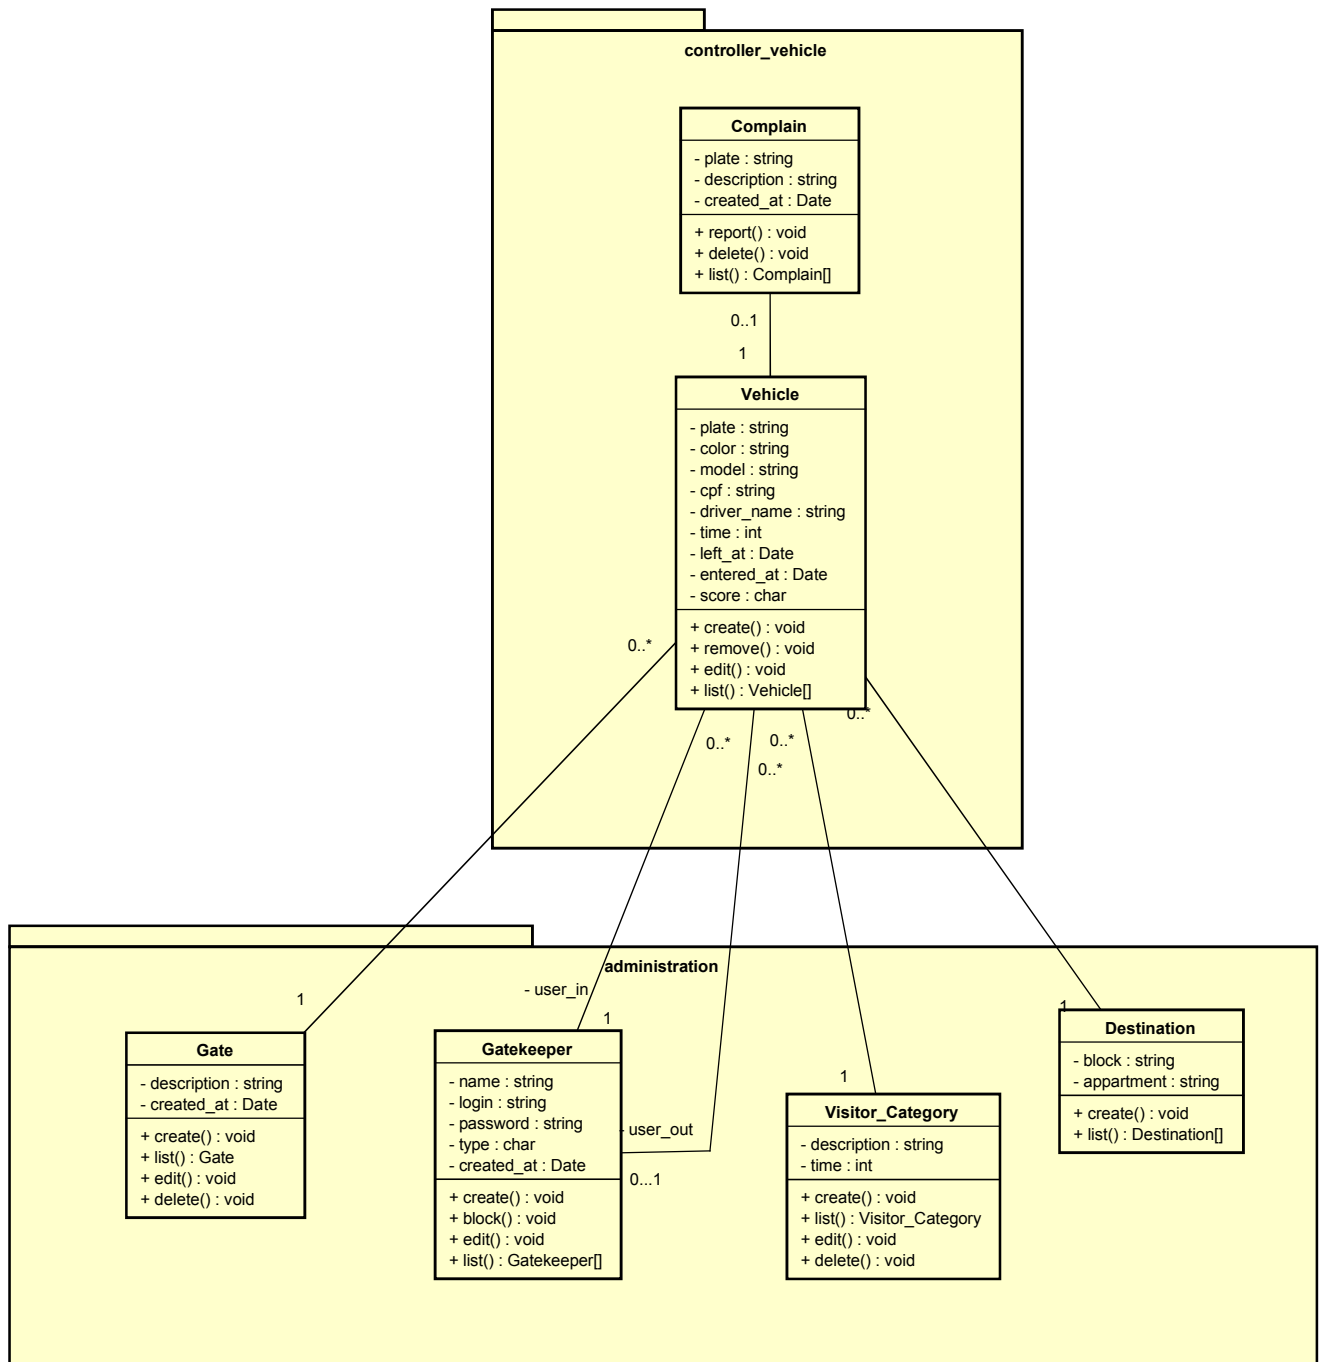 controller_vehicle
Complain
- plate : string
- description : string
- created_at : Date
+ report() : void
+ delete() : void
+ list() : Complain[]
0..1
1
Vehicle
- plate : string
- color : string
- model : string
- cpf : string
- driver_name : string
- time : int
- left_at : Date
- entered_at : Date
- score : char
+ create() : void
+ remove() : void
+ edit() : void
+ list() : Vehicle[]
0..*
0..*
0..*
0..*
0..*
administration
- user_in
1
1
1
Gate
- description : string
- created_at : Date
+ create() : void
+ list() : Gate
+ edit() : void
+ delete() : void
Gatekeeper
- name : string
- login : string
- password : string
- type : char
- created_at : Date
+ create() : void
+ block() : void
+ edit() : void
+ list() : Gatekeeper[]
- user_out
0...1
1
Visitor_Category
- description : string
- time : int
+ create() : void
+ list() : Visitor_Category
+ edit() : void
+ delete() : void
Destination
- block : string
- appartment : string
+ create() : void
+ list() : Destination[]